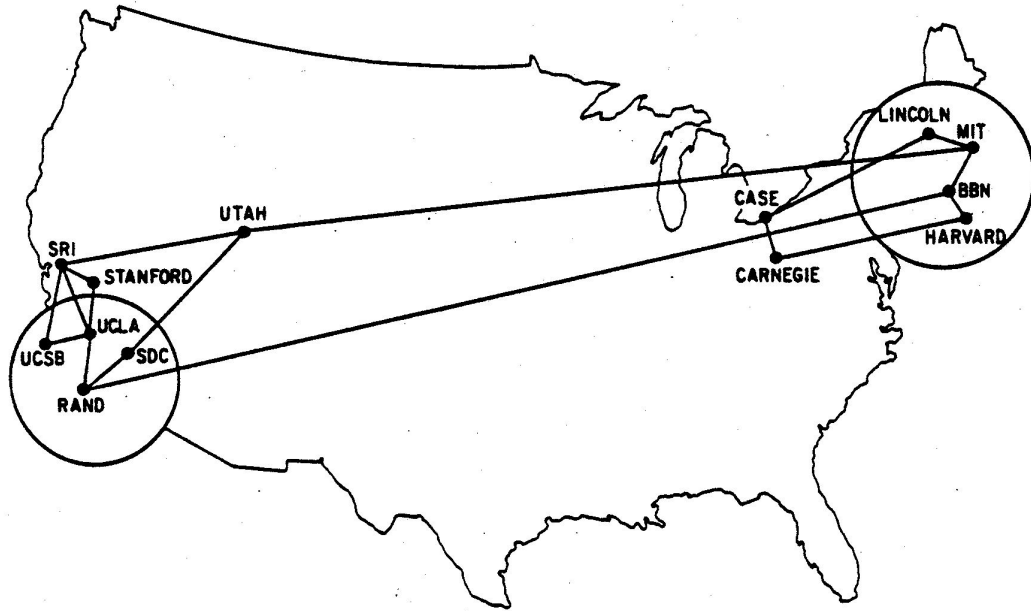 LINCOLN
MIT
BBN
HARVARD
CASE
CARNEGIE
UTAH
SRI
STANFORD
UCLA
UCSB
SDC
RAND